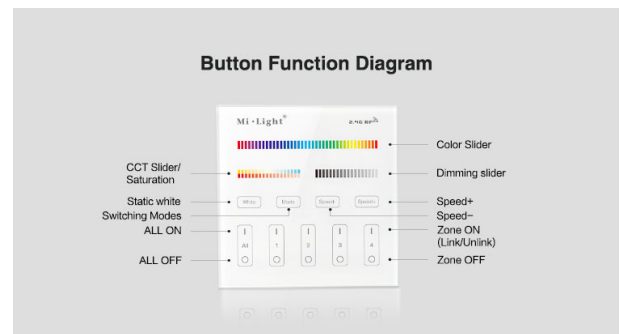 Button Function Diagram
Mi·Light®
2.4G RF
Color Slider
CCT Slider/
Saturation
Dimming slider
Static white
White
Mode
Speed-
Speed+
Speed+
Switching Modes
Speed−
ALL ON
Zone ON
(Link/Unlink)
All
1
2
3
4
ALL OFF
Zone OFF